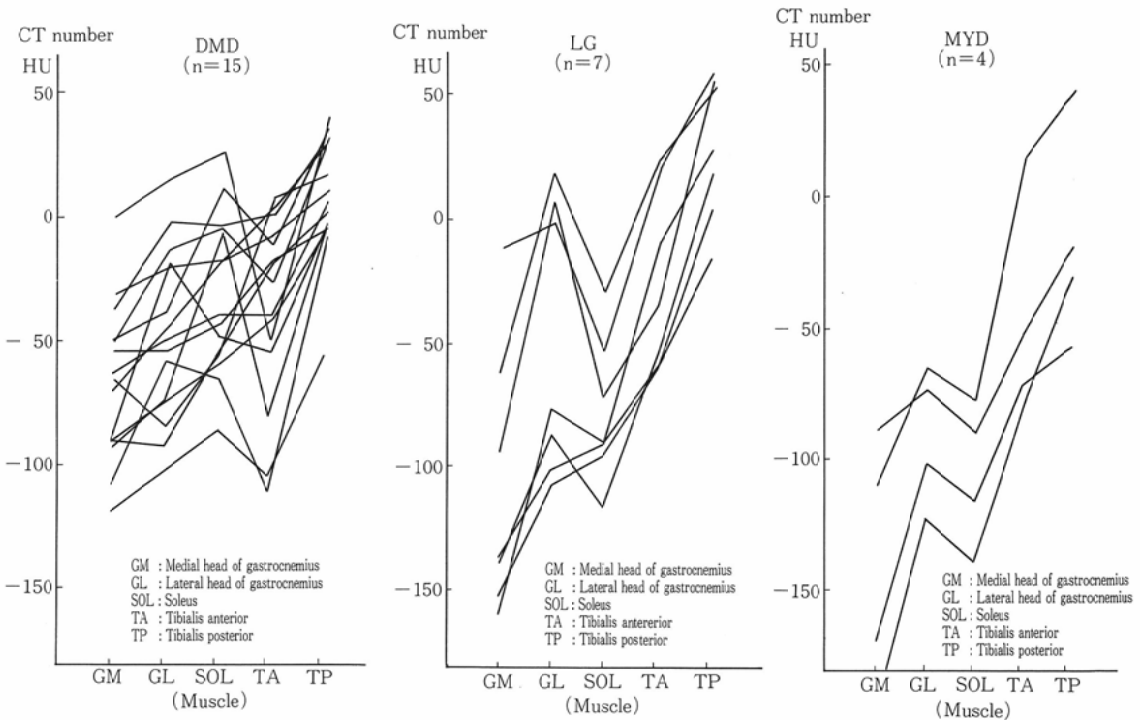 CT number
HU
DMD
(n=15)
50
0
− 50
−100
−150
GM : Medial head of gastrocnemius
GL : Lateral head of gastrocnemius
SOL : Soleus
TA : Tibialis anterior
TP : Tibialis posterior
GM GL SOL TA TP
(Muscle)
CT number
HU
LG
(n=7)
50
0
− 50
−100
−150
GM : Medial head of gastrocnemius
GL : Lateral head of gastrocnemius
SOL : Soleus
TA : Tibialis antererior
TP : Tibialis posterior
GM GL SOL TA TP
(Muscle)
CT number
HU
MYD
(n=4)
50
0
− 50
−100
−150
GM : Medial head of gastrocnemius
GL : Lateral head of gastrocnemius
SOL : Soleus
TA : Tibialis anterior
TP : Tibialis posterior
GM GL SOL TA TP
(Muscle)